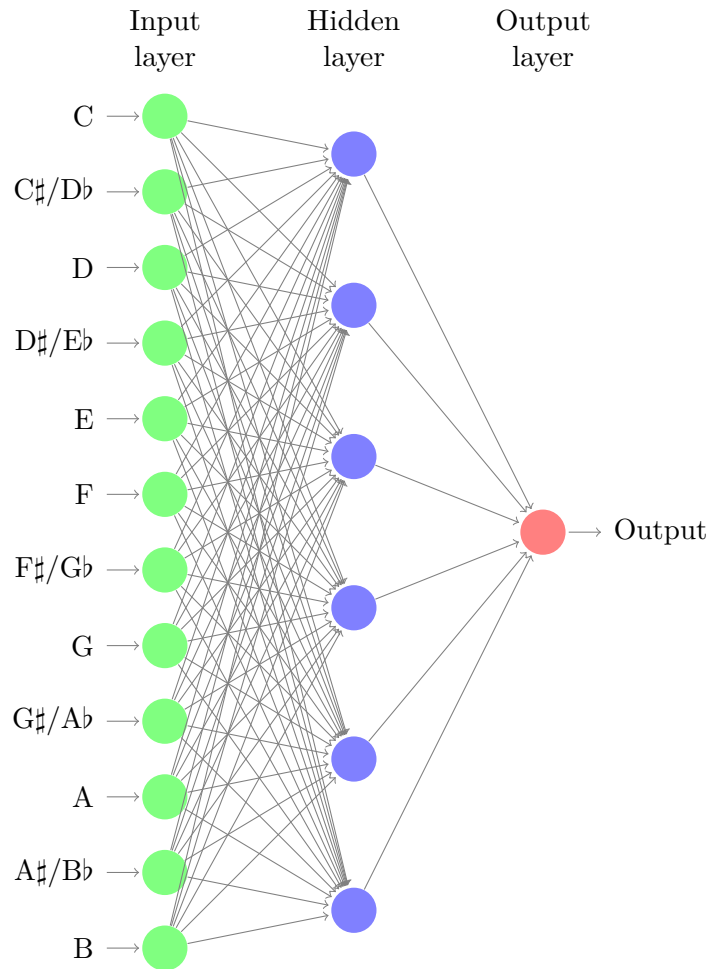 Input
layer
Hidden
layer
Output
layer
C
C♯/D♭
D
D♯/E♭
E
F
F♯/G♭
G
G♯/A♭
A
A♯/B♭
B
Output